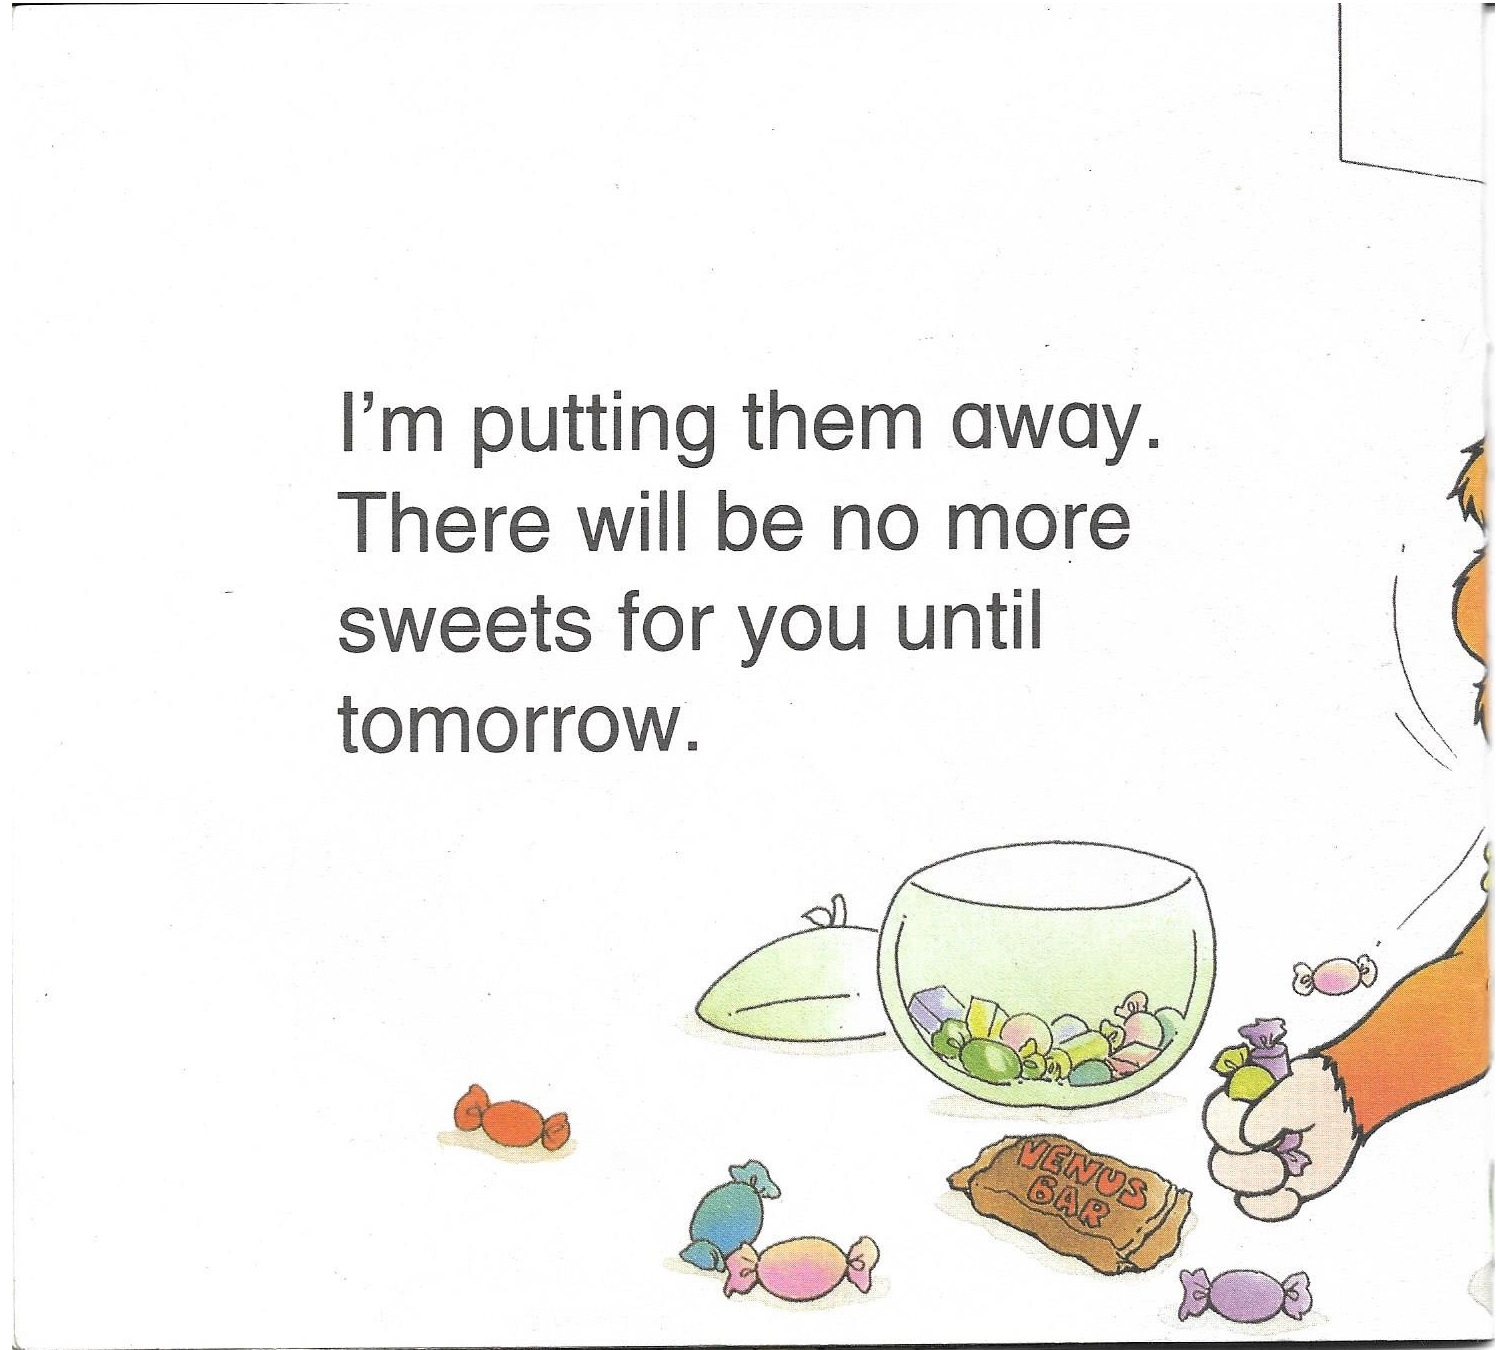 I'm putting them away.
There will be no more
sweets for you until
tomorrow.
VENUS
BAR